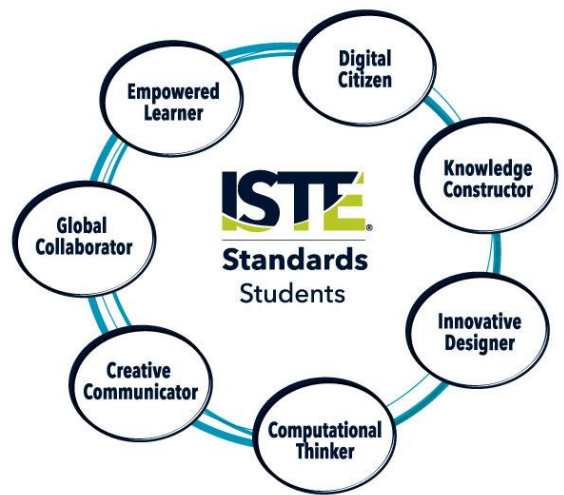 Digital
Citizen
Empowered
Learner
Knowledge
Constructor
ISTE®
Standards
Students
Global
Collaborator
Innovative
Designer
Creative
Communicator
Computational
Thinker